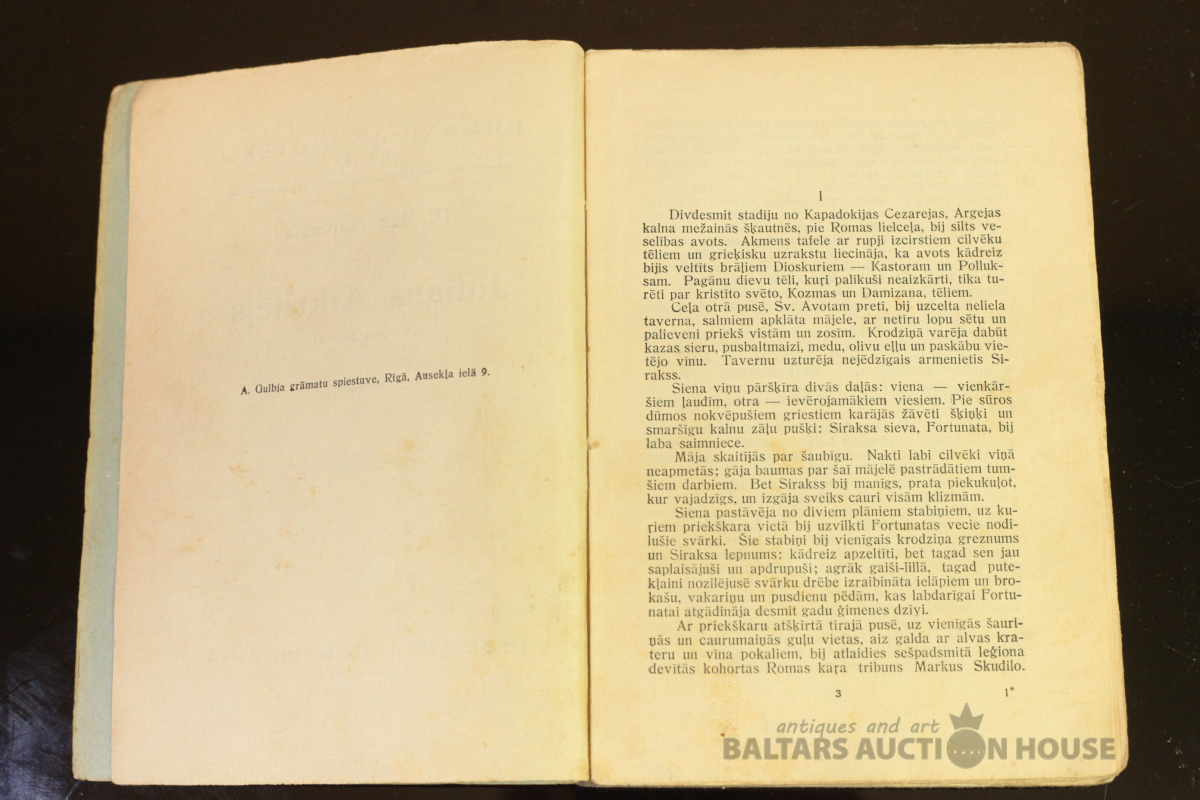 A. Gulbja grāmatu spiestuve, Rīgā, Ausekļa ielā 9.
1
Divdesmit stadiju no Kapadokijas Cezarejas, Argejas
kalna mežainās šķautnēs, pie Romas lielceļa, bij silts ve-
selības avots. Akmens tafele ar rupji izcirstiem cilvēku
tēliem un grieķisku uzrakstu liecināja, ka avots kādreiz
bijis veltīts brāļiem Dioskuriem — Kastoram un Polluk-
sam. Pagānu dievu tēli, kuŗi palikuši neaizkārti, tika tu-
rēti par kristīto svēto, Kozmas un Damizana, tēliem.
Ceļa otrā pusē, Sv. Avotam pretī, bij uzcelta neliela
taverna, salmiem apklāta mājele, ar netīru lopu sētu un
palieveni priekš vistām un zosīm. Krodziņā varēja dabūt
kazas sieru, pusbaltmaizi, medu, olivu eļļu un paskābu vie-
tējo vīnu. Tavernu uzturēja nejēdzīgais armenietis Si-
rakss.
Siena viņu pāršķira divās daļās: viena — vienkār-
šiem ļaudīm, otra — ievērojamākiem viesiem. Pie sūros
dūmos nokvēpušiem griestiem karājās žāvēti šķiņķi un
smaršīgu kalnu zāļu pušķi: Siraksa sieva, Fortunata, bij
laba saimniece.
Māja skaitījās par šaubīgu. Nakti labi cilvēki viņā
neapmetās; gāja baumas par šaī mājelē pastrādātiem tum-
šiem darbiem. Bet Sirakss bij manīgs, prata piekukuļot,
kur vajadzīgs, un izgāja sveiks cauri visām klizmām.
Siena pastāvēja no diviem plāniem stabiņiem, uz ku-
ŗiem priekškara vietā bij uzvilkti Fortunatas vecie nodi-
lušie svārki. Šie stabiņi bij vienīgais krodziņa greznums
un Siraksa lepnums: kādreiz apzeltīti, bet tagad sen jau
saplaisājuši un apdrupuši; agrāk gaiši-lillā, tagad pute-
kļaini nozilējusē svārku drēbe izraibināta ielāpiem un bro-
kašu, vakariņu un pusdienu pēdām, kas labdarīgai Fortu-
natai atgādināja desmit gadu ģimenes dzīvi.
Ar priekškaru atšķirtā tīrajā pusē, uz vienīgās šauri-
ņās un caurumaiņās guļu vietas, aiz galda ar alvas kra-
teru un vīna pokaliem, bij atlaidies sešpadsmitā leģiona
devītās kohortas Romas kaŗa tribuns Markus Skudilo.
3
1*
antiques and art
BALTARS AUCTION HOUSE